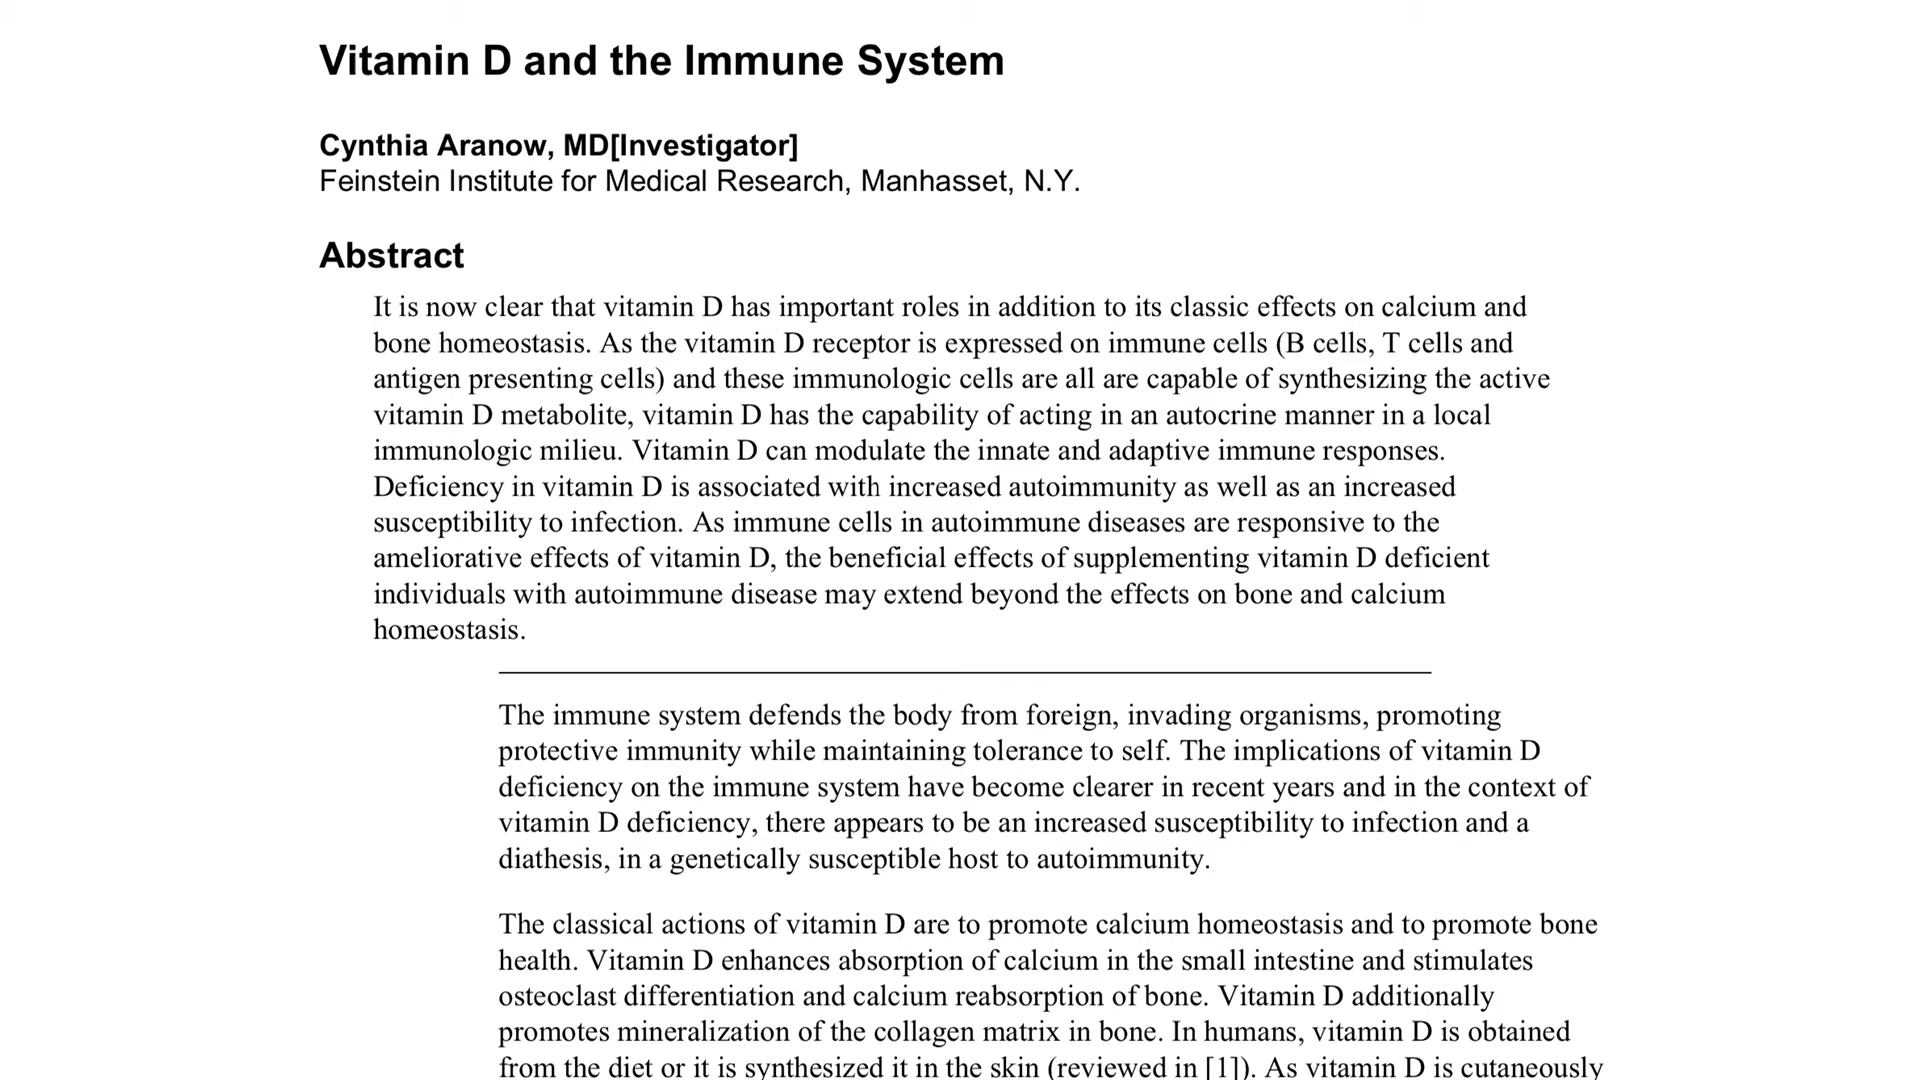 Vitamin D and the Immune System
Cynthia Aranow, MD[Investigator]
Feinstein Institute for Medical Research, Manhasset, N.Y.
Abstract
It is now clear that vitamin D has important roles in addition to its classic effects on calcium and
bone homeostasis. As the vitamin D receptor is expressed on immune cells (B cells, T cells and
antigen presenting cells) and these immunologic cells are all are capable of synthesizing the active
vitamin D metabolite, vitamin D has the capability of acting in an autocrine manner in a local
immunologic milieu. Vitamin D can modulate the innate and adaptive immune responses.
Deficiency in vitamin D is associated with increased autoimmunity as well as an increased
susceptibility to infection. As immune cells in autoimmune diseases are responsive to the
ameliorative effects of vitamin D, the beneficial effects of supplementing vitamin D deficient
individuals with autoimmune disease may extend beyond the effects on bone and calcium
homeostasis.
The immune system defends the body from foreign, invading organisms, promoting
protective immunity while maintaining tolerance to self. The implications of vitamin D
deficiency on the immune system have become clearer in recent years and in the context of
vitamin D deficiency, there appears to be an increased susceptibility to infection and a
diathesis, in a genetically susceptible host to autoimmunity.
The classical actions of vitamin D are to promote calcium homeostasis and to promote bone
health. Vitamin D enhances absorption of calcium in the small intestine and stimulates
osteoclast differentiation and calcium reabsorption of bone. Vitamin D additionally
promotes mineralization of the collagen matrix in bone. In humans, vitamin D is obtained
from the diet or it is synthesized it in the skin (reviewed in [1]). As vitamin D is cutaneously